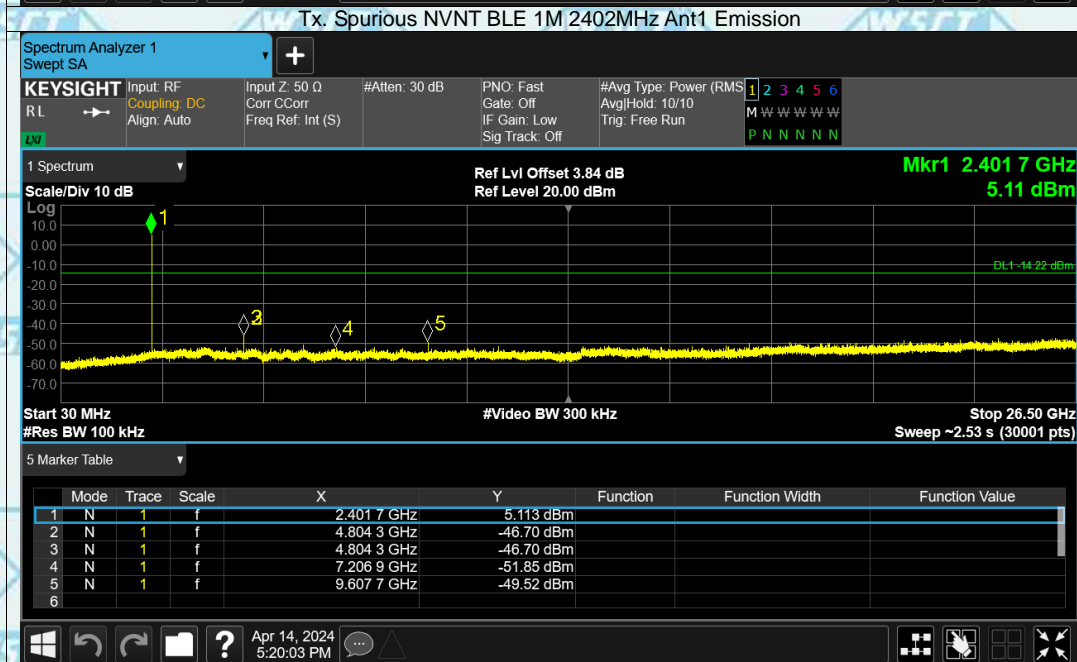 Tx. Spurious NVNT BLE 1M 2402MHz Ant1 Emission
Spectrum Analyzer 1
Swept SA
+
KEYSIGHT Input: RF Input Z: 50 Ω #Atten: 30 dB PNO: Fast #Avg Type: Power (RMS 1 2 3 4 5 6
R L Coupling: DC Corr CCorr Gate: Off Avg|Hold: 10/10 M W W W W W
Align: Auto Freq Ref: Int (S) IF Gain: Low Trig: Free Run
LXI Sig Track: Off P N N N N N
1 Spectrum Ref Lvl Offset 3.84 dB Mkr1 2.401 7 GHz
Scale/Div 10 dB Ref Level 20.00 dBm 5.11 dBm
Log
10.0
0.00
-10.0
-20.0
-30.0
-40.0
-50.0
-60.0
-70.0
1
DL1 -14.22 dBm
3
4
5
Start 30 MHz #Video BW 300 kHz Stop 26.50 GHz
#Res BW 100 kHz Sweep ~2.53 s (30001 pts)
5 Marker Table
Mode Trace Scale X Y Function Function Width Function Value
1 N 1 f 2.401 7 GHz 5.113 dBm
2 N 1 f 4.804 3 GHz -46.70 dBm
3 N 1 f 4.804 3 GHz -46.70 dBm
4 N 1 f 7.206 9 GHz -51.85 dBm
5 N 1 f 9.607 7 GHz -49.52 dBm
6
? Apr 14, 2024
5:20:03 PM